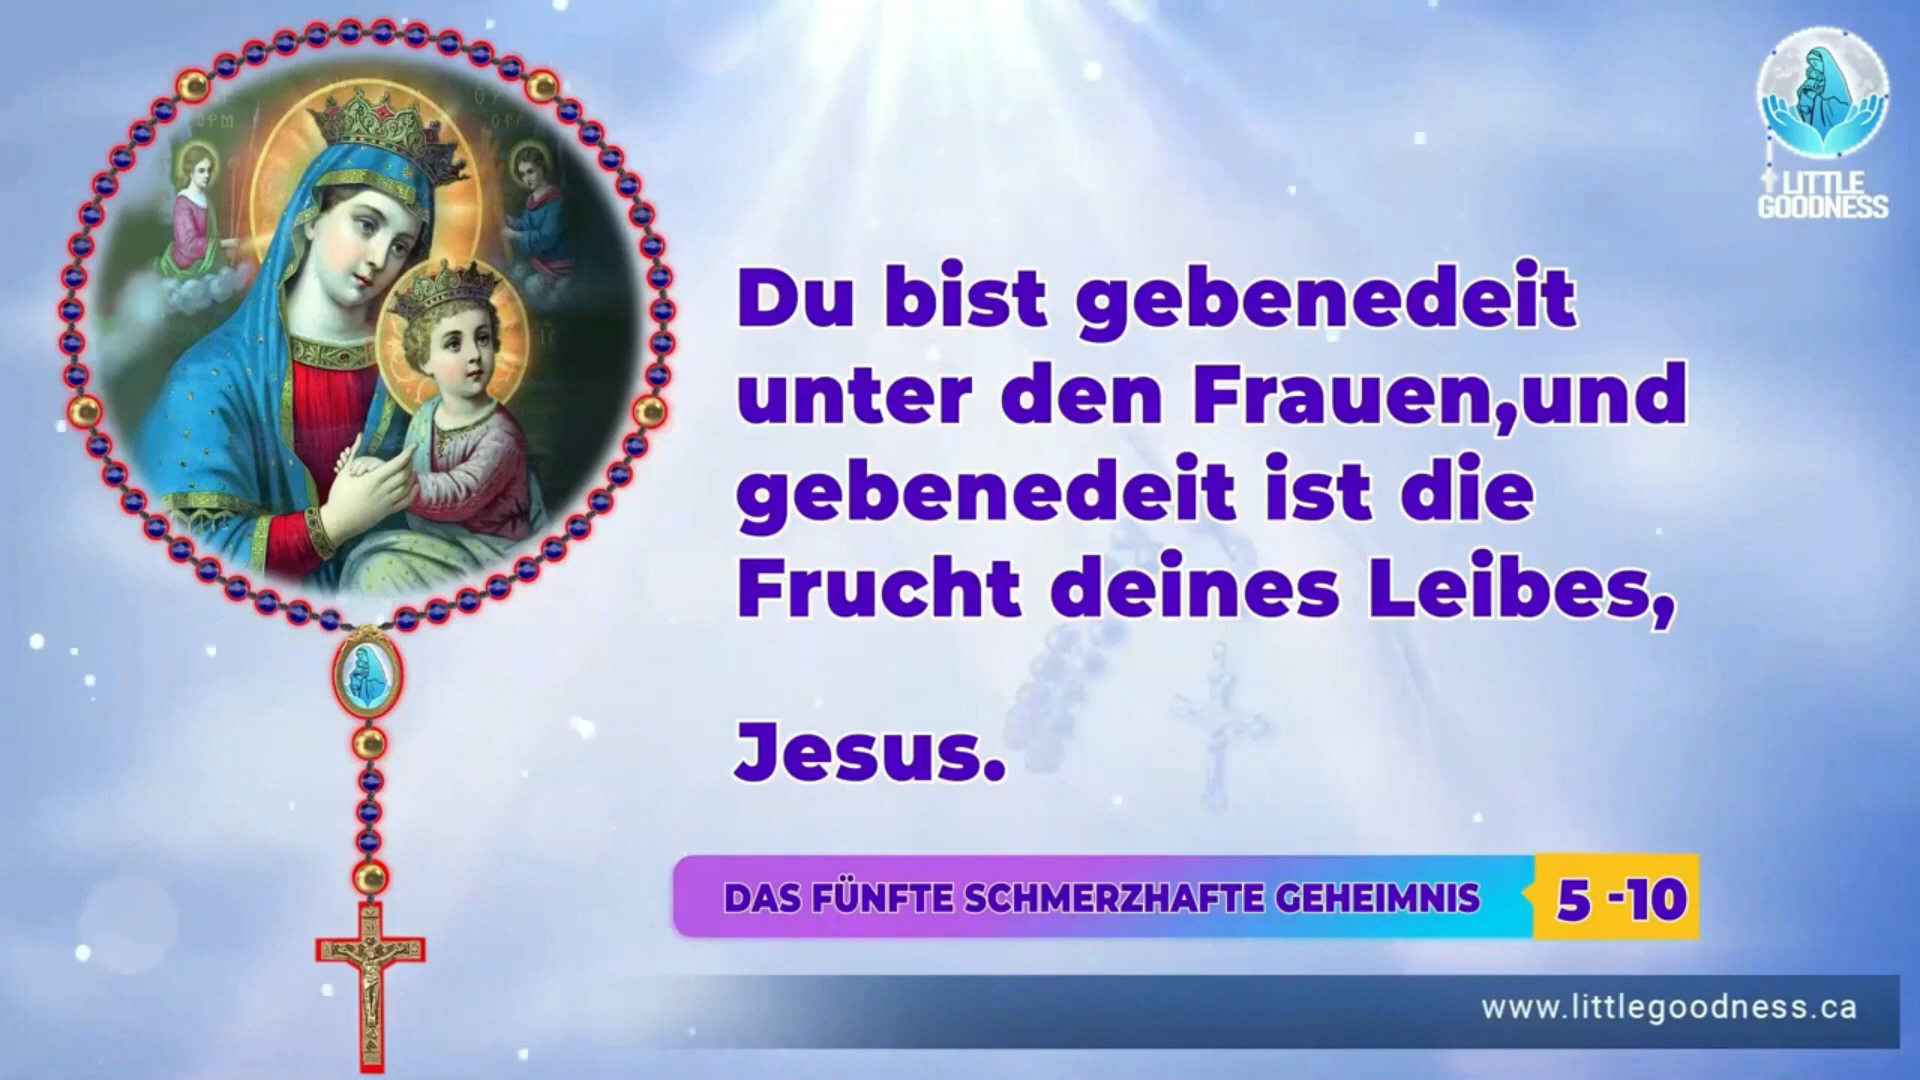 LITTLE
GOODNESS
Du bist gebenedeit
unter den Frauen,und
gebenedeit ist die
Frucht deines Leibes,
Jesus.
DAS FÜNFTE SCHMERZHAFTE GEHEIMNIS
5 -10
www.littlegoodness.ca